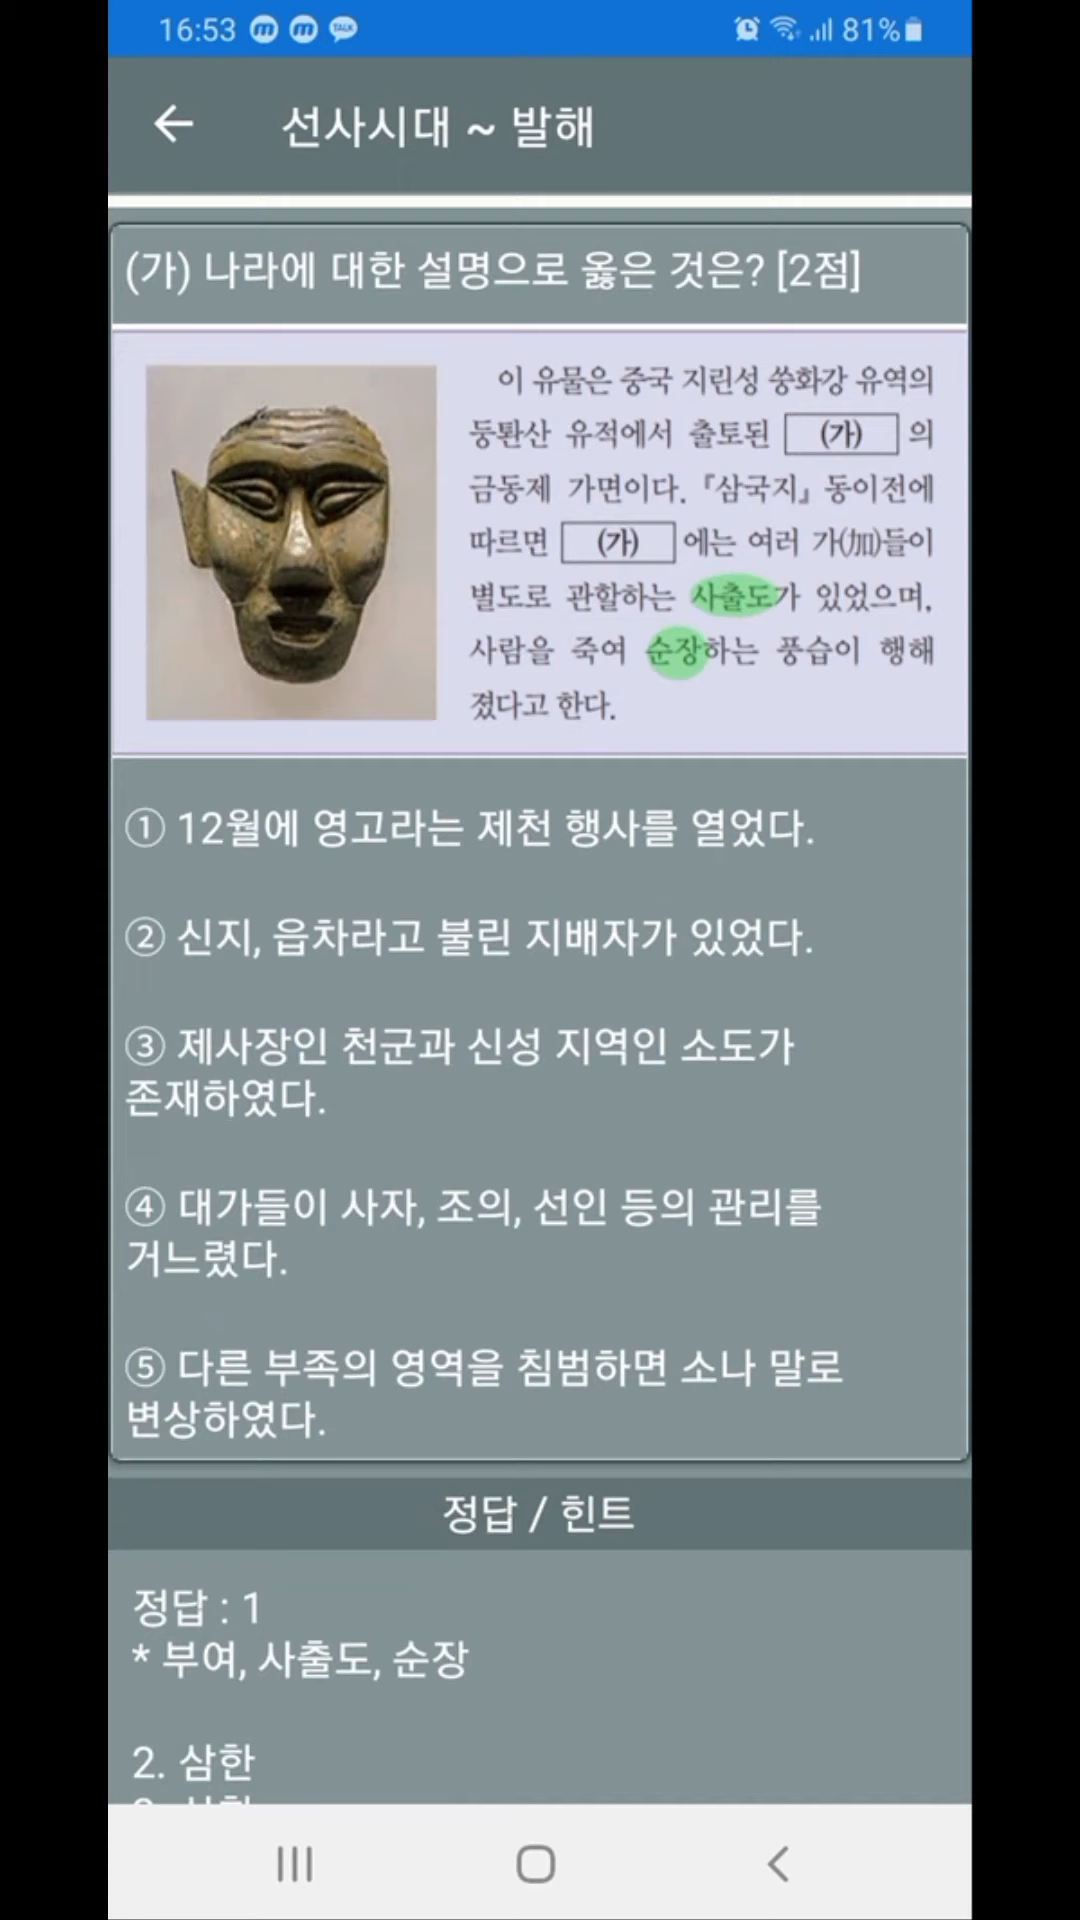 16:53 m m TALK 81%
선사시대 ~ 발해
(가) 나라에 대한 설명으로 옳은 것은? [2점]
이 유물은 중국 지린성 쑹화강 유역의
둥퇀산 유적에서 출토된 (가) 의
금동제 가면이다. 『삼국지』 동이전에
따르면 (가) 에는 여러 가(加)들이
별도로 관할하는 사출도가 있었으며,
사람을 죽여 순장하는 풍습이 행해
졌다고 한다.
① 12월에 영고라는 제천 행사를 열었다.
② 신지, 읍차라고 불린 지배자가 있었다.
③ 제사장인 천군과 신성 지역인 소도가
존재하였다.
④ 대가들이 사자, 조의, 선인 등의 관리를
거느렸다.
⑤ 다른 부족의 영역을 침범하면 소나 말로
변상하였다.
정답 / 힌트
정답 : 1
* 부여, 사출도, 순장
2. 삼한